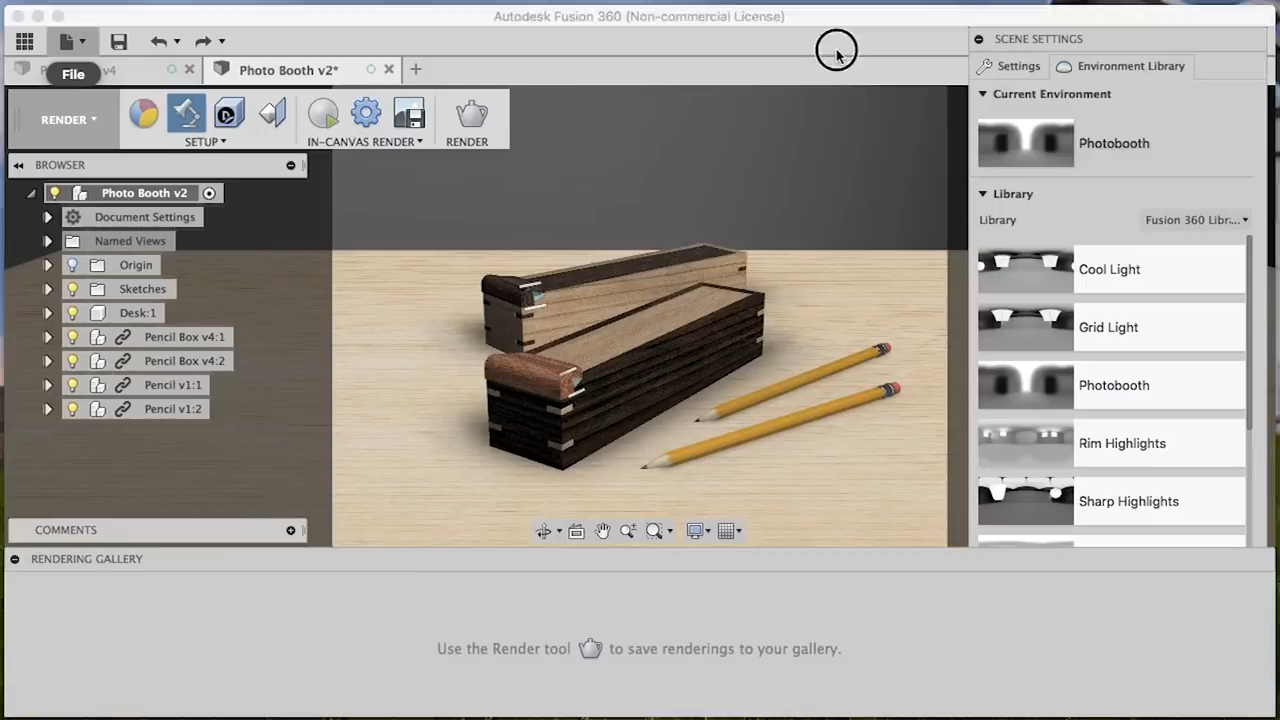 Autodesk Fusion 360 (Non-commercial License)
SCENE SETTINGS
v4
Photo Booth v2*
File
Settings
Environment Library
RENDER
SETUP
IN-CANVAS RENDER
RENDER
Current Environment
Photobooth
BROWSER
Photo Booth v2
Document Settings
Named Views
Origin
Sketches
Desk:1
Pencil Box v4:1
Pencil Box v4:2
Pencil v1:1
Pencil v1:2
Library
Library
Fusion 360 Libr...
Cool Light
Grid Light
Photobooth
Rim Highlights
Sharp Highlights
COMMENTS
RENDERING GALLERY
Use the Render tool to save renderings to your gallery.